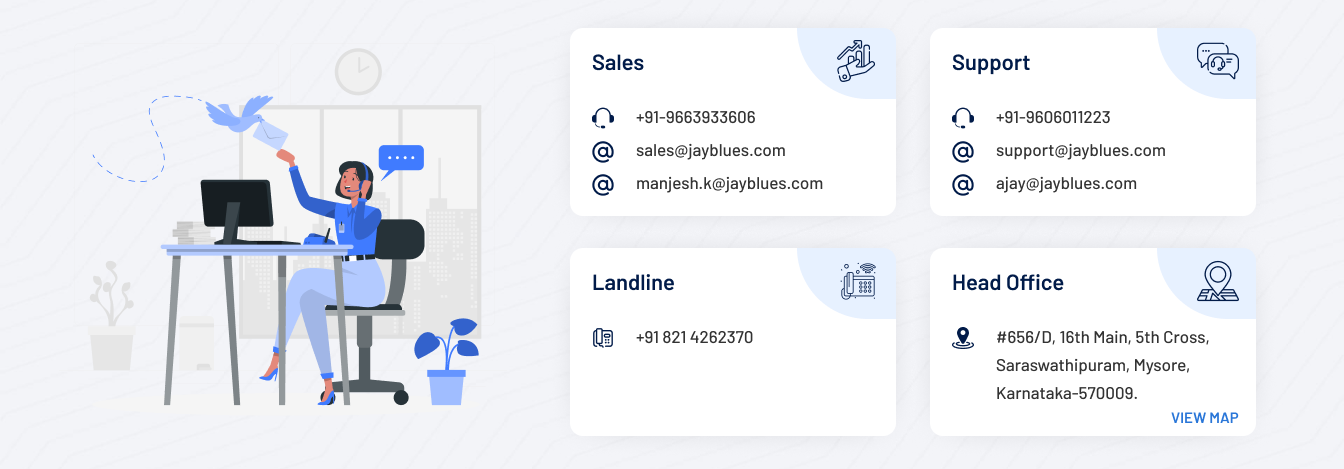 Sales
+91-9663933606
sales@jayblues.com
manjesh.k@jayblues.com
Support
+91-9606011223
support@jayblues.com
ajay@jayblues.com
Landline
+91 821 4262370
Head Office
#656/D, 16th Main, 5th Cross,
Saraswathipuram, Mysore,
Karnataka-570009.
VIEW MAP